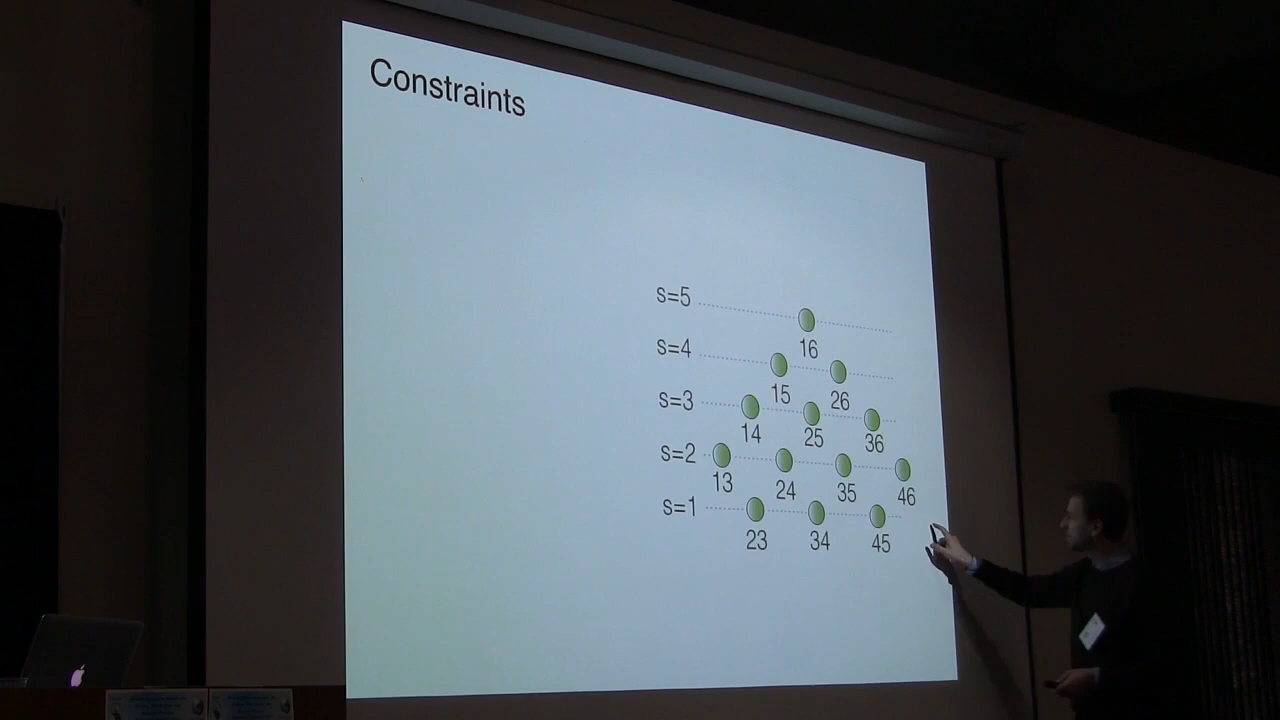 Constraints
s=5
16
s=4
15 26
s=3
14 25 36
s=2
13 24 35 46
s=1
23 34 45